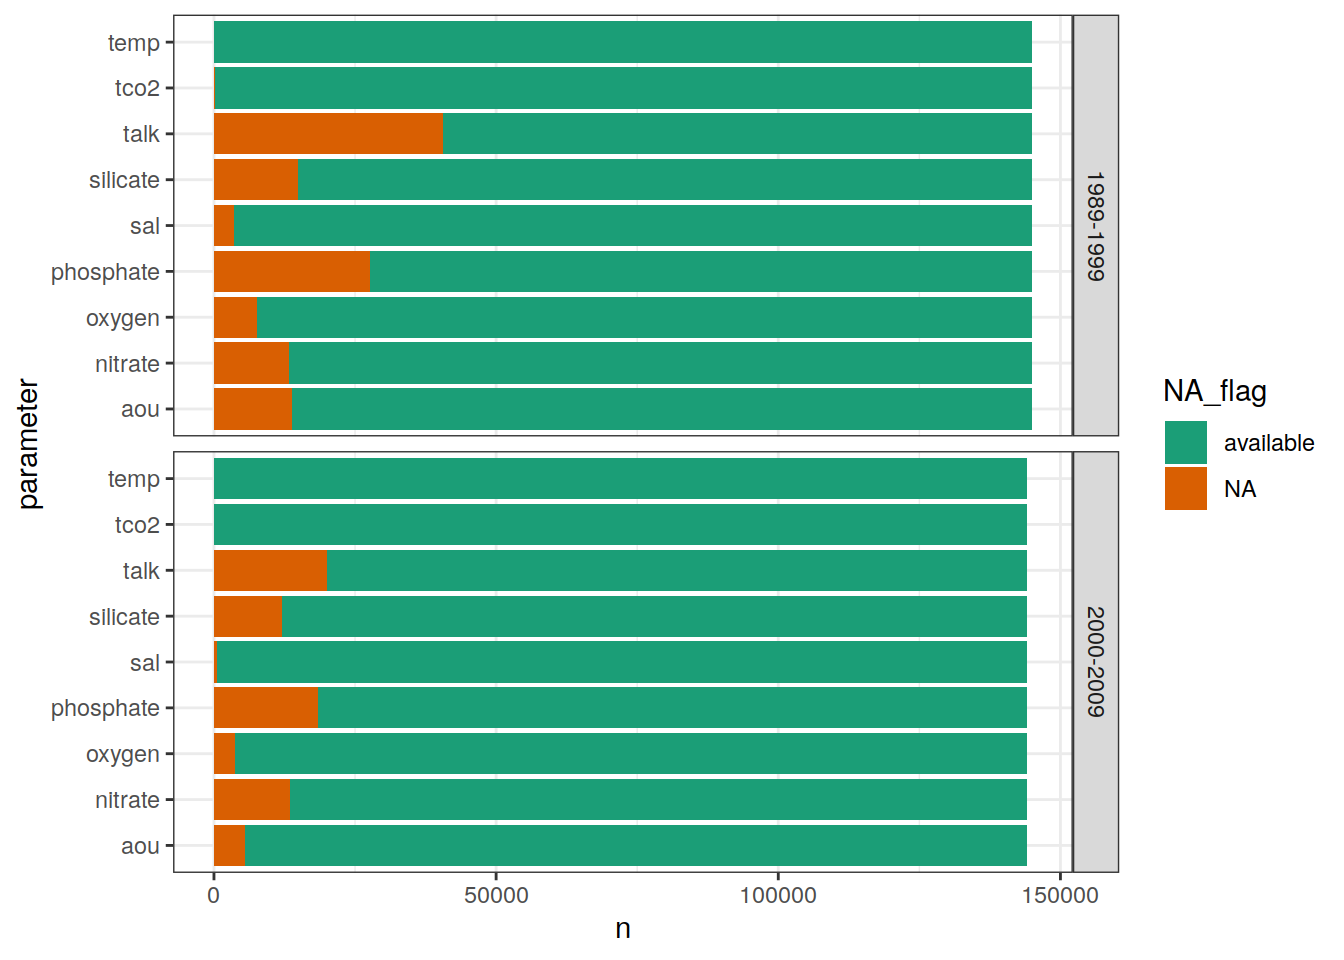 parameter
temp
tco2
talk
silicate
sal
phosphate
oxygen
nitrate
aou
1989-1999
temp
tco2
talk
silicate
sal
phosphate
oxygen
nitrate
aou
2000-2009
0
50000
100000
150000
n
NA_flag
available
NA